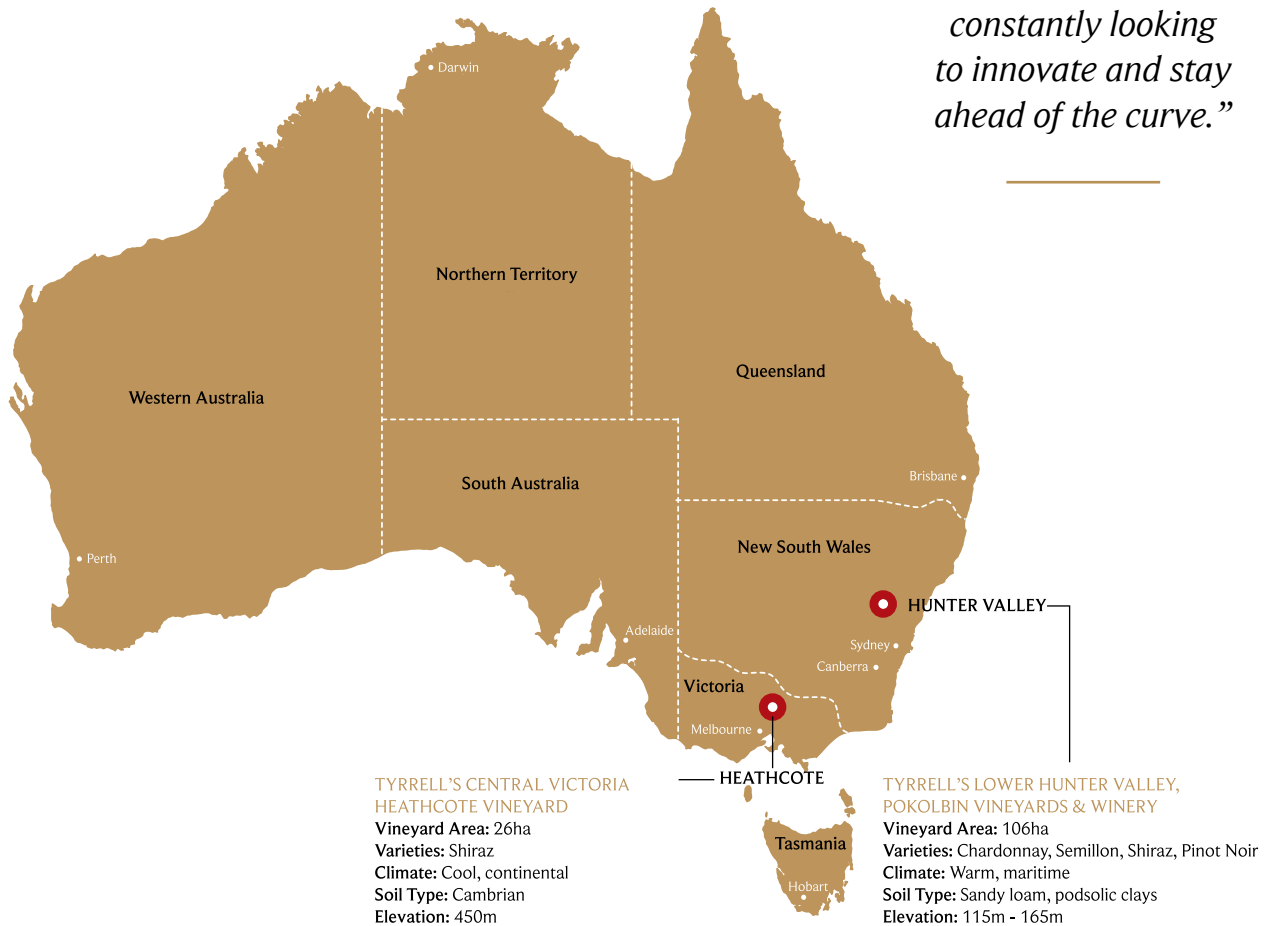 constantly looking
to innovate and stay
ahead of the curve.”
Darwin
Northern Territory
Queensland
Western Australia
South Australia
Brisbane
New South Wales
Perth
HUNTER VALLEY
Adelaide
Sydney
Canberra
Victoria
Melbourne
HEATHCOTE
TYRRELL’S CENTRAL VICTORIA
HEATHCOTE VINEYARD
Vineyard Area: 26ha
Varieties: Shiraz
Climate: Cool, continental
Soil Type: Cambrian
Elevation: 450m
Tasmania
Hobart
TYRRELL’S LOWER HUNTER VALLEY,
POKOLBIN VINEYARDS & WINERY
Vineyard Area: 106ha
Varieties: Chardonnay, Semillon, Shiraz, Pinot Noir
Climate: Warm, maritime
Soil Type: Sandy loam, podsolic clays
Elevation: 115m - 165m